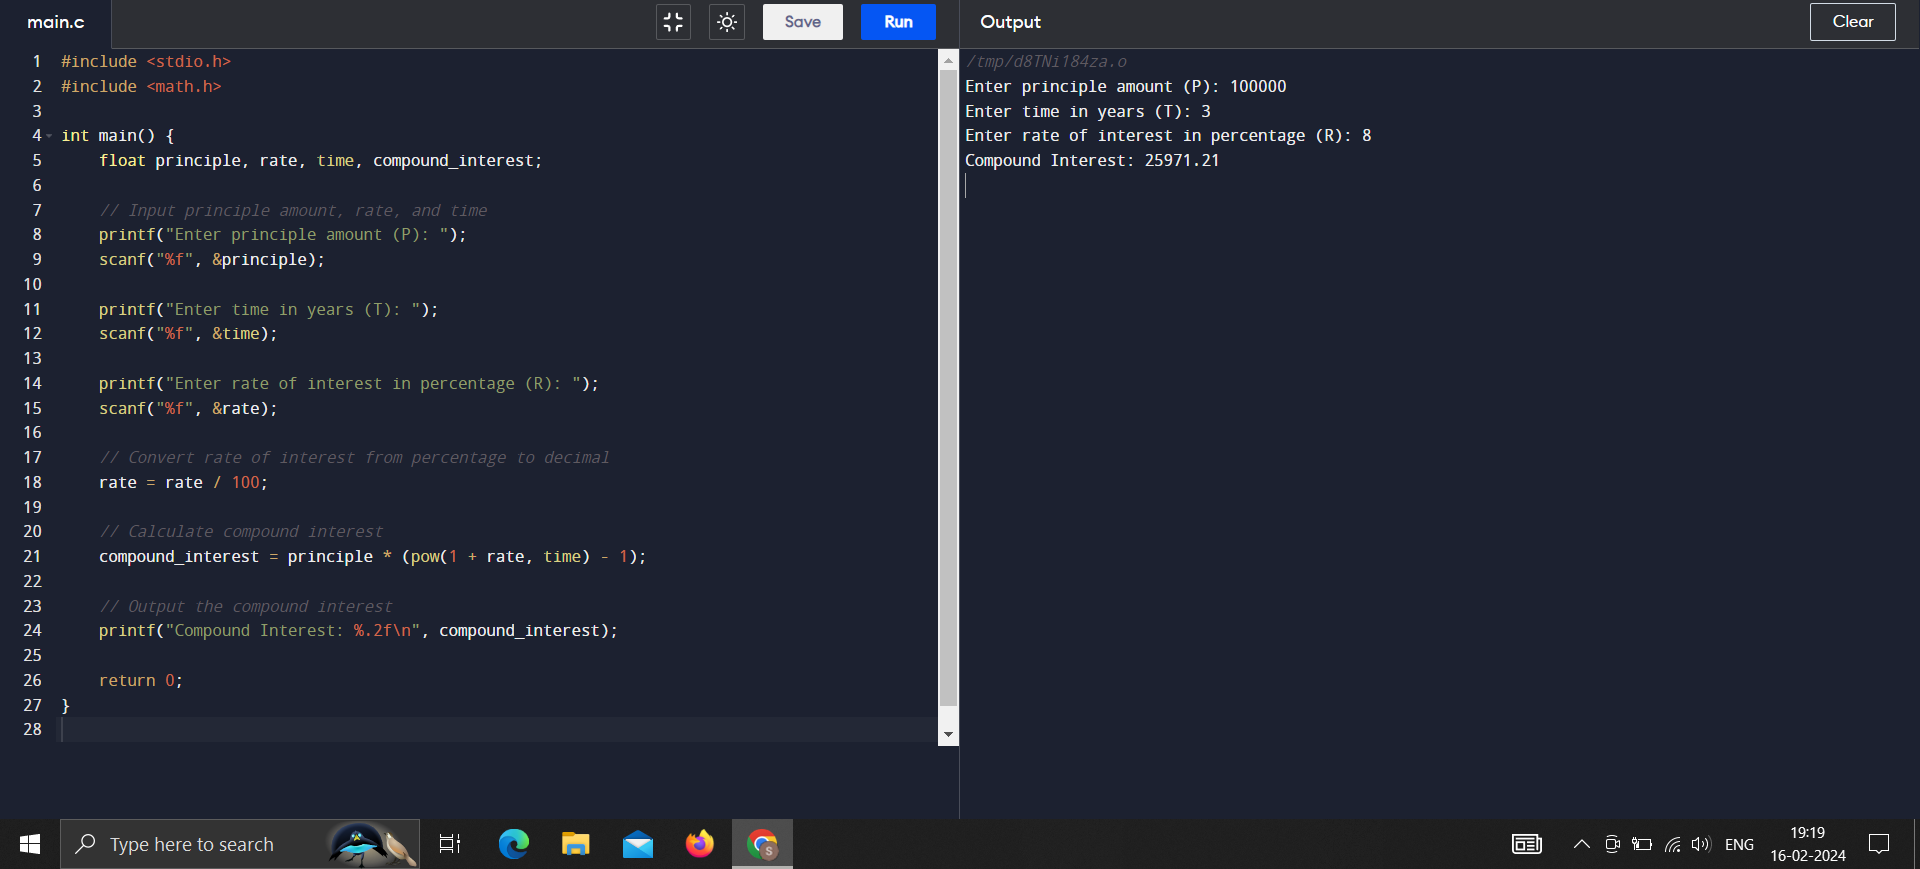 main.c
Save
Run
Output
Clear
1 #include <stdio.h>
2 #include <math.h>
3
4 int main() {
5     float principle, rate, time, compound_interest;
6
7     // Input principle amount, rate, and time
8     printf("Enter principle amount (P): ");
9     scanf("%f", &principle);
10
11     printf("Enter time in years (T): ");
12     scanf("%f", &time);
13
14     printf("Enter rate of interest in percentage (R): ");
15     scanf("%f", &rate);
16
17     // Convert rate of interest from percentage to decimal
18     rate = rate / 100;
19
20     // Calculate compound interest
21     compound_interest = principle * (pow(1 + rate, time) - 1);
22
23     // Output the compound interest
24     printf("Compound Interest: %.2f\n", compound_interest);
25
26     return 0;
27 }
28
/tmp/d8TNi184za.o
Enter principle amount (P): 100000
Enter time in years (T): 3
Enter rate of interest in percentage (R): 8
Compound Interest: 25971.21
Type here to search
S
ENG
19:19
16-02-2024